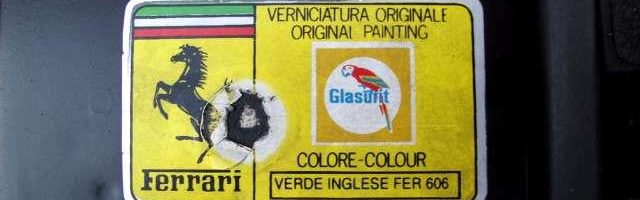 VERNICIATURA ORIGINALE
ORIGINAL PAINTING
Glasurit
COLORE-COLOUR
VERDE INGLESE FER 606
Ferrari